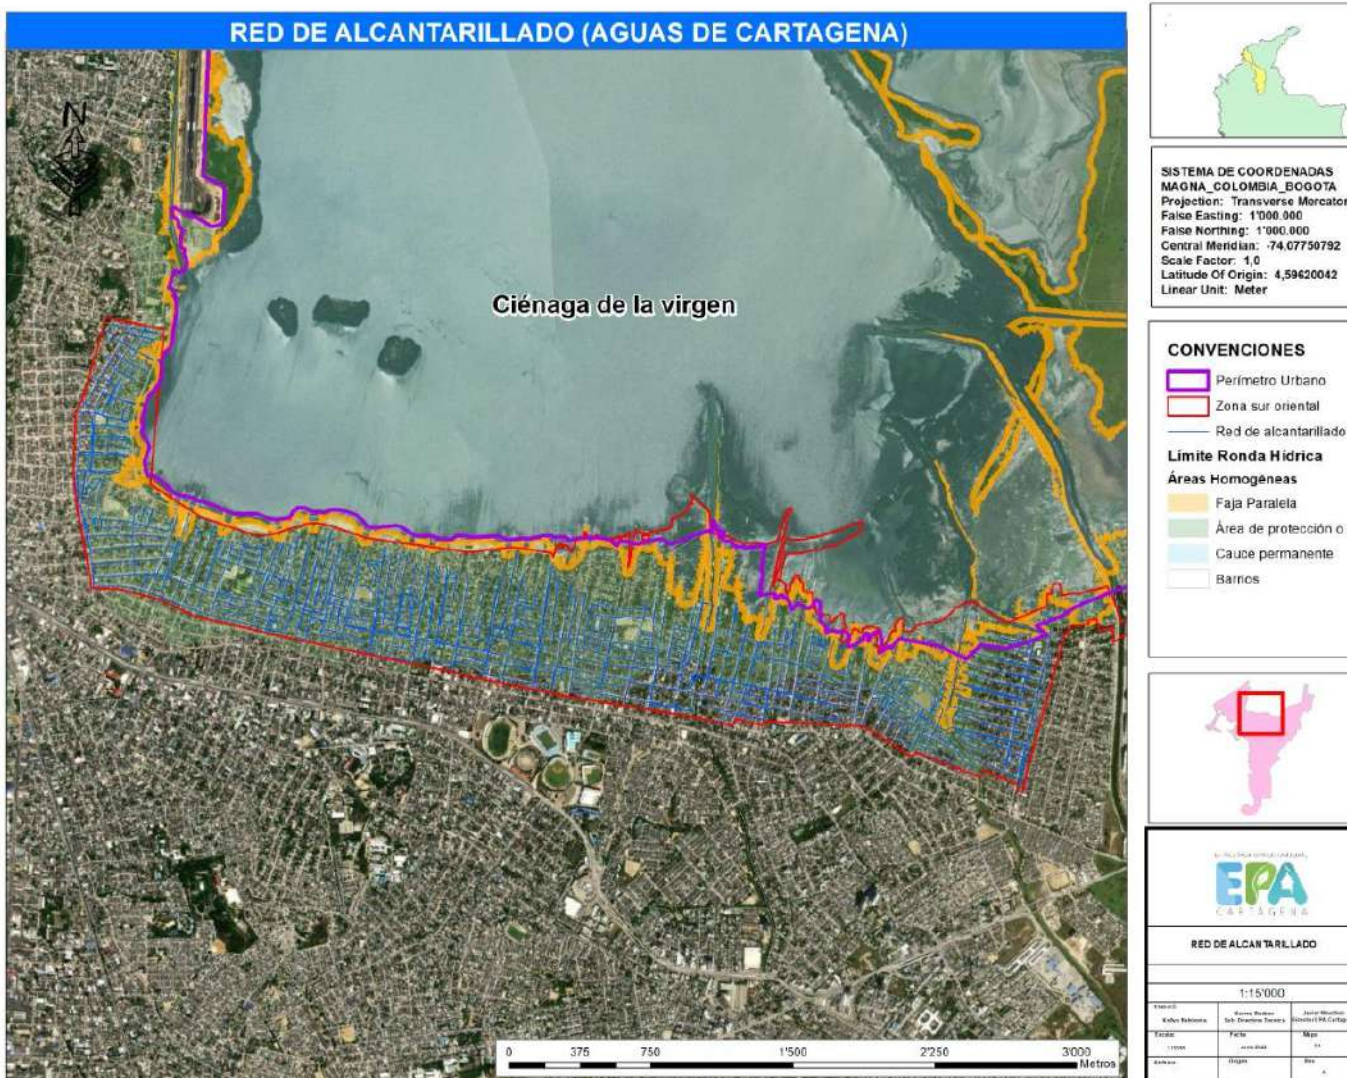 RED DE ALCANTARILLADO (AGUAS DE CARTAGENA)
N
Ciénaga de la virgen
0 375 750 1'500 2'250 3'000
Metros
SISTEMA DE COORDENADAS
MAGNA_COLOMBIA_BOGOTA
Projection: Transverse Mercator
False Easting: 1'000.000
False Northing: 1'000.000
Central Meridian: -74,07750792
Scale Factor: 1,0
Latitude Of Origin: 4,59620042
Linear Unit: Meter
CONVENCIONES
Perímetro Urbano
Zona sur oriental
Red de alcantarillado
Límite Ronda Hídrica
Áreas Homogéneas
Faja Paralela
Área de protección o
Cauce permanente
Barrios
EPA
CARTAGENA
RED DE ALCANTARILLADO
1:15'000